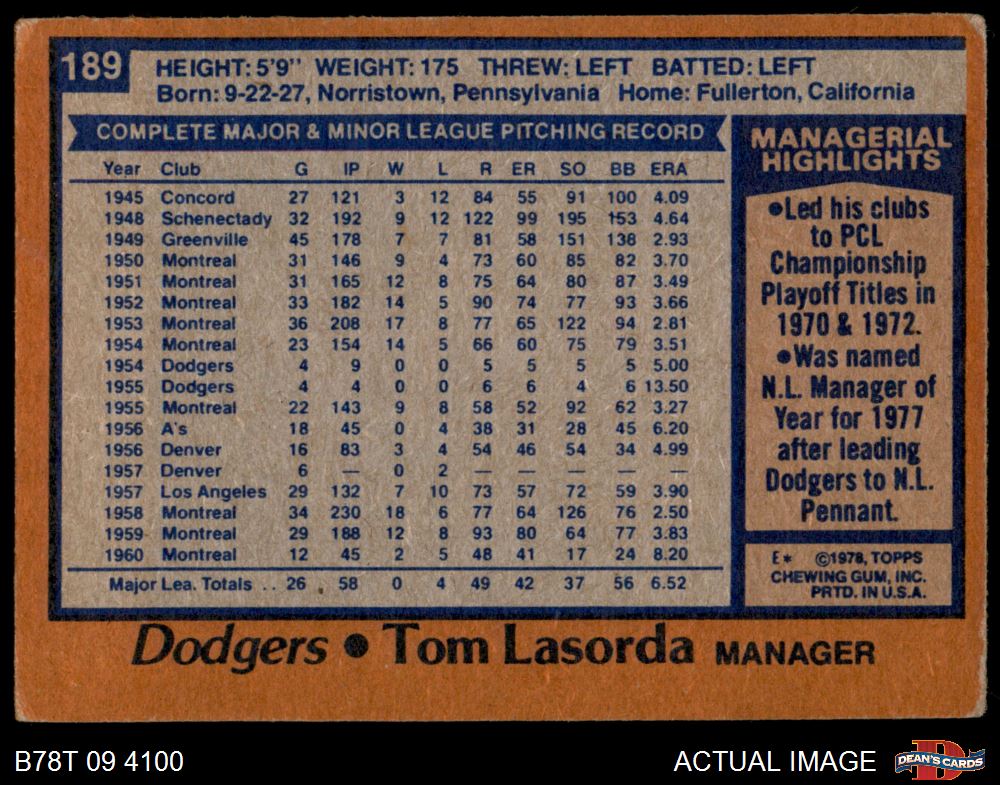 189
HEIGHT: 5'9" WEIGHT: 175 THREW: LEFT BATTED: LEFT
Born: 9-22-27, Norristown, Pennsylvania Home: Fullerton, California
COMPLETE MAJOR & MINOR LEAGUE PITCHING RECORD
Year Club G IP W L R ER SO BB ERA
1945 Concord 27 121 3 12 84 55 91 100 4.09
1948 Schenectady 32 192 9 12 122 99 195 153 4.64
1949 Greenville 45 178 7 7 81 58 151 138 2.93
1950 Montreal 31 146 9 4 73 60 85 82 3.70
1951 Montreal 31 165 12 8 75 64 80 87 3.49
1952 Montreal 33 182 14 5 90 74 77 93 3.66
1953 Montreal 36 208 17 8 77 65 122 94 2.81
1954 Montreal 23 154 14 5 66 60 75 79 3.51
1954 Dodgers 4 9 0 0 5 5 5 5 5.00
1955 Dodgers 4 4 0 0 6 6 4 6 13.50
1955 Montreal 22 143 9 8 58 52 92 62 3.27
1956 A's 18 45 0 4 38 31 28 45 6.20
1956 Denver 16 83 3 4 54 46 54 34 4.99
1957 Denver 6 — 0 2 — — — — —
1957 Los Angeles 29 132 7 10 73 57 72 59 3.90
1958 Montreal 34 230 18 6 77 64 126 76 2.50
1959 Montreal 29 188 12 8 93 80 64 77 3.83
1960 Montreal 12 45 2 5 48 41 17 24 8.20
Major Lea. Totals .. 26 58 0 4 49 42 37 56 6.52
MANAGERIAL
HIGHLIGHTS
•Led his clubs
to PCL
Championship
Playoff Titles in
1970 & 1972.
•Was named
N.L. Manager of
Year for 1977
after leading
Dodgers to N.L.
Pennant.
E* ©1978, TOPPS
CHEWING GUM, INC.
PRTD. IN U.S.A.
Dodgers • Tom Lasorda MANAGER
B78T 09 4100
ACTUAL IMAGE
D
DEAN'S CARDS